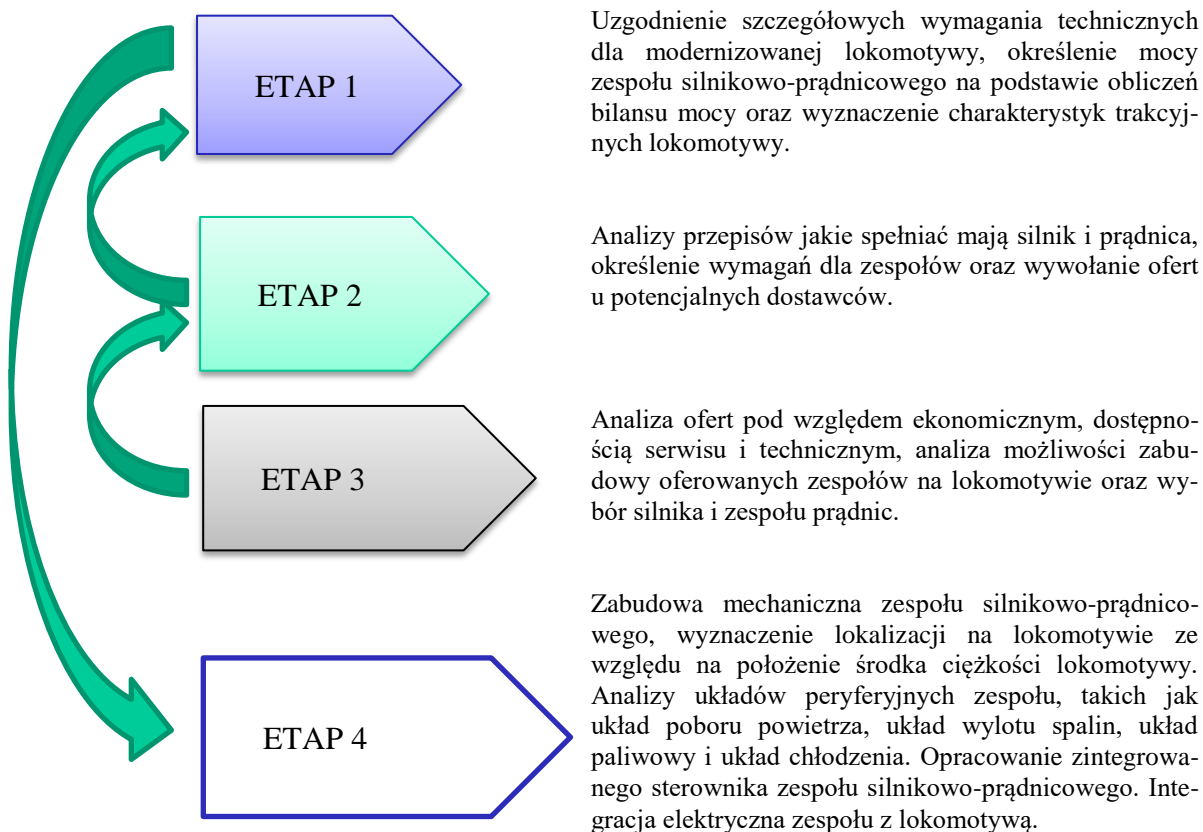 ETAP 1
Uzgodnienie szczegółowych wymagania technicznych
dla modernizowanej lokomotywy, określenie mocy
zespołu silnikowo-prądnicowego na podstawie obliczeń
bilansu mocy oraz wyznaczenie charakterystyk trakcyj-
nych lokomotywy.
ETAP 2
Analizy przepisów jakie spełniać mają silnik i prądnica,
określenie wymagań dla zespołów oraz wywołanie ofert
u potencjalnych dostawców.
ETAP 3
Analiza ofert pod względem ekonomicznym, dostępno-
ścią serwisu i technicznym, analiza możliwości zabu-
dowy oferowanych zespołów na lokomotywie oraz wy-
bór silnika i zespołu prądnic.
ETAP 4
Zabudowa mechaniczna zespołu silnikowo-prądnico-
wego, wyznaczenie lokalizacji na lokomotywie ze
względu na położenie środka ciężkości lokomotywy.
Analizy układów peryferyjnych zespołu, takich jak
układ poboru powietrza, układ wylotu spalin, układ
paliwowy i układ chłodzenia. Opracowanie zintegrowa-
nego sterownika zespołu silnikowo-prądnicowego. Inte-
gracja elektryczna zespołu z lokomotywą.